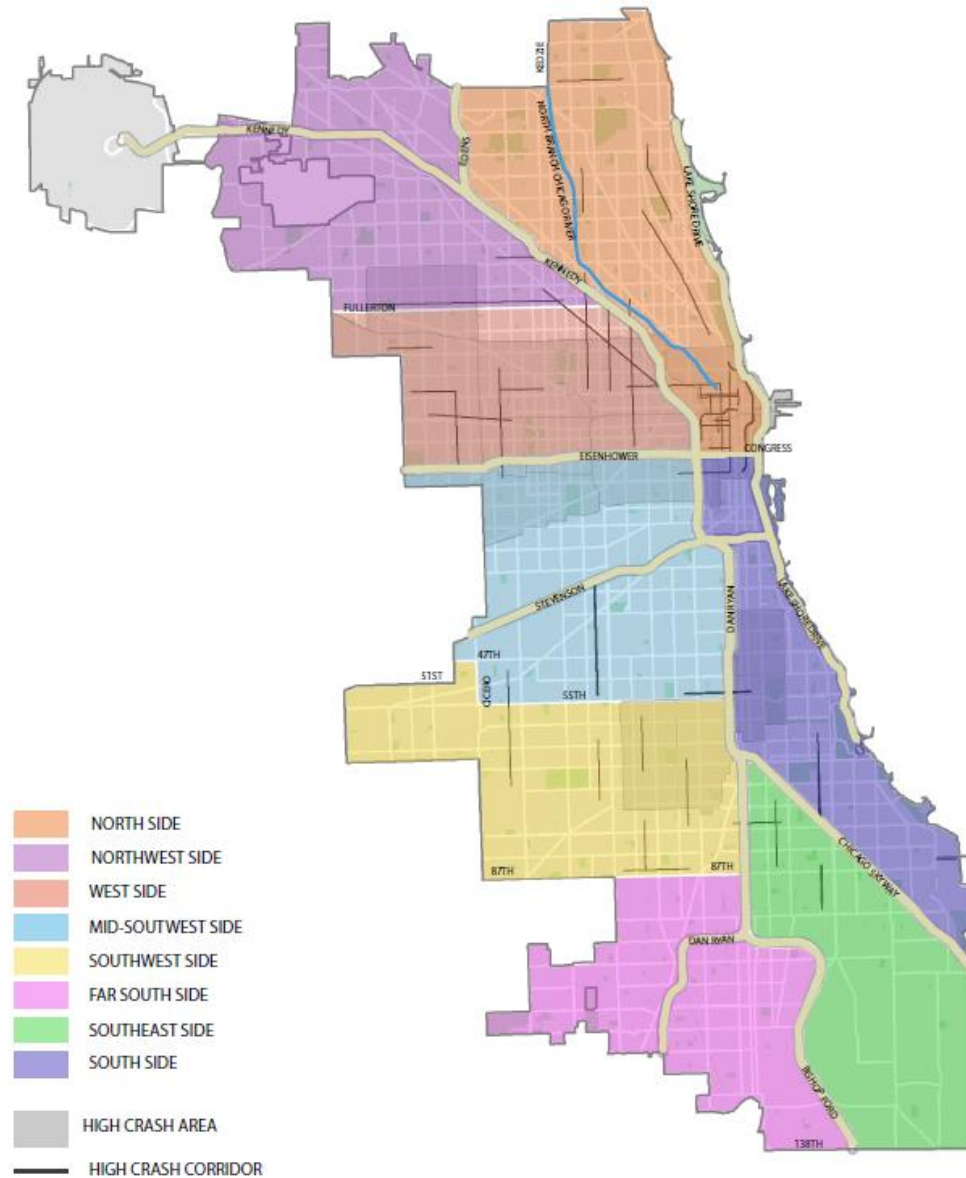 KEDZIE
KENNEDY
EDENS
NORTH BRANCH CHICAGO RIVER
LAKE SHORE DRIVE
KENNEDY
FULLERTON
CONGRESS
EISENHOWER
STEVENSON
DAN RYAN
LAKE SHORE DRIVE
47TH
51ST
CICERO
55TH
CHICAGO SKYWAY
87TH
87TH
DAN RYAN
BISHOP FORD
138TH
NORTH SIDE
NORTHWEST SIDE
WEST SIDE
MID-SOUTWEST SIDE
SOUTHWEST SIDE
FAR SOUTH SIDE
SOUTHEAST SIDE
SOUTH SIDE
HIGH CRASH AREA
HIGH CRASH CORRIDOR